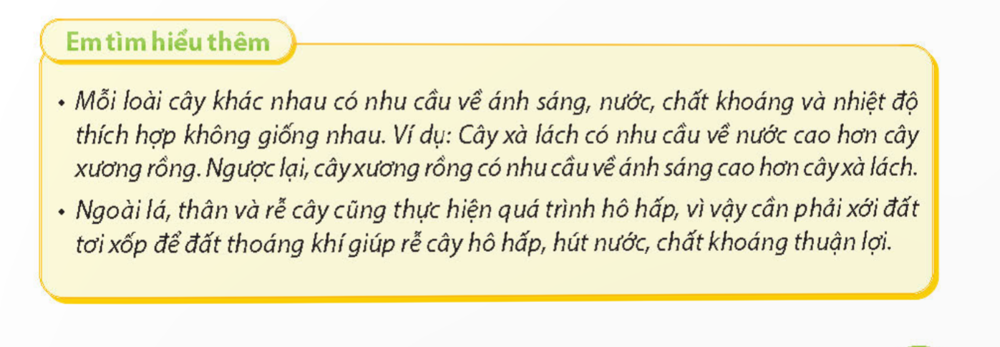 Em tìm hiểu thêm
• Mỗi loài cây khác nhau có nhu cầu về ánh sáng, nước, chất khoáng và nhiệt độ
thích hợp không giống nhau. Ví dụ: Cây xà lách có nhu cầu về nước cao hơn cây
xương rồng. Ngược lại, cây xương rồng có nhu cầu về ánh sáng cao hơn cây xà lách.
• Ngoài lá, thân và rễ cây cũng thực hiện quá trình hô hấp, vì vậy cần phải xới đất
tơi xốp để đất thoáng khí giúp rễ cây hô hấp, hút nước, chất khoáng thuận lợi.